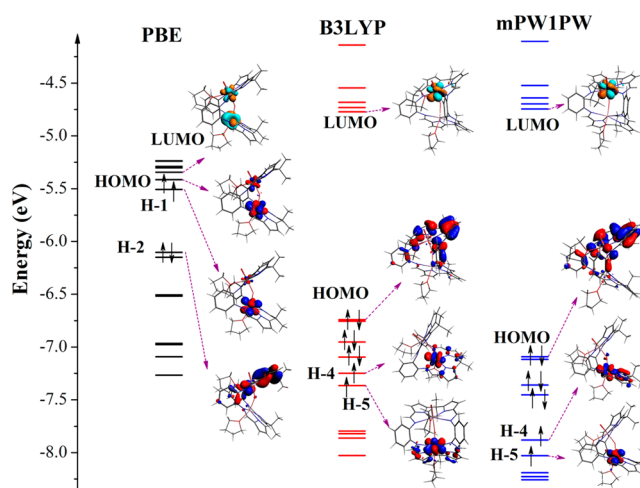 PBE
B3LYP
mPW1PW
Energy (eV)
-4.5
-5.0
-5.5
-6.0
-6.5
-7.0
-7.5
-8.0
LUMO
HOMO
H-1
H-2
LUMO
HOMO
H-4
H-5
LUMO
HOMO
H-4
H-5